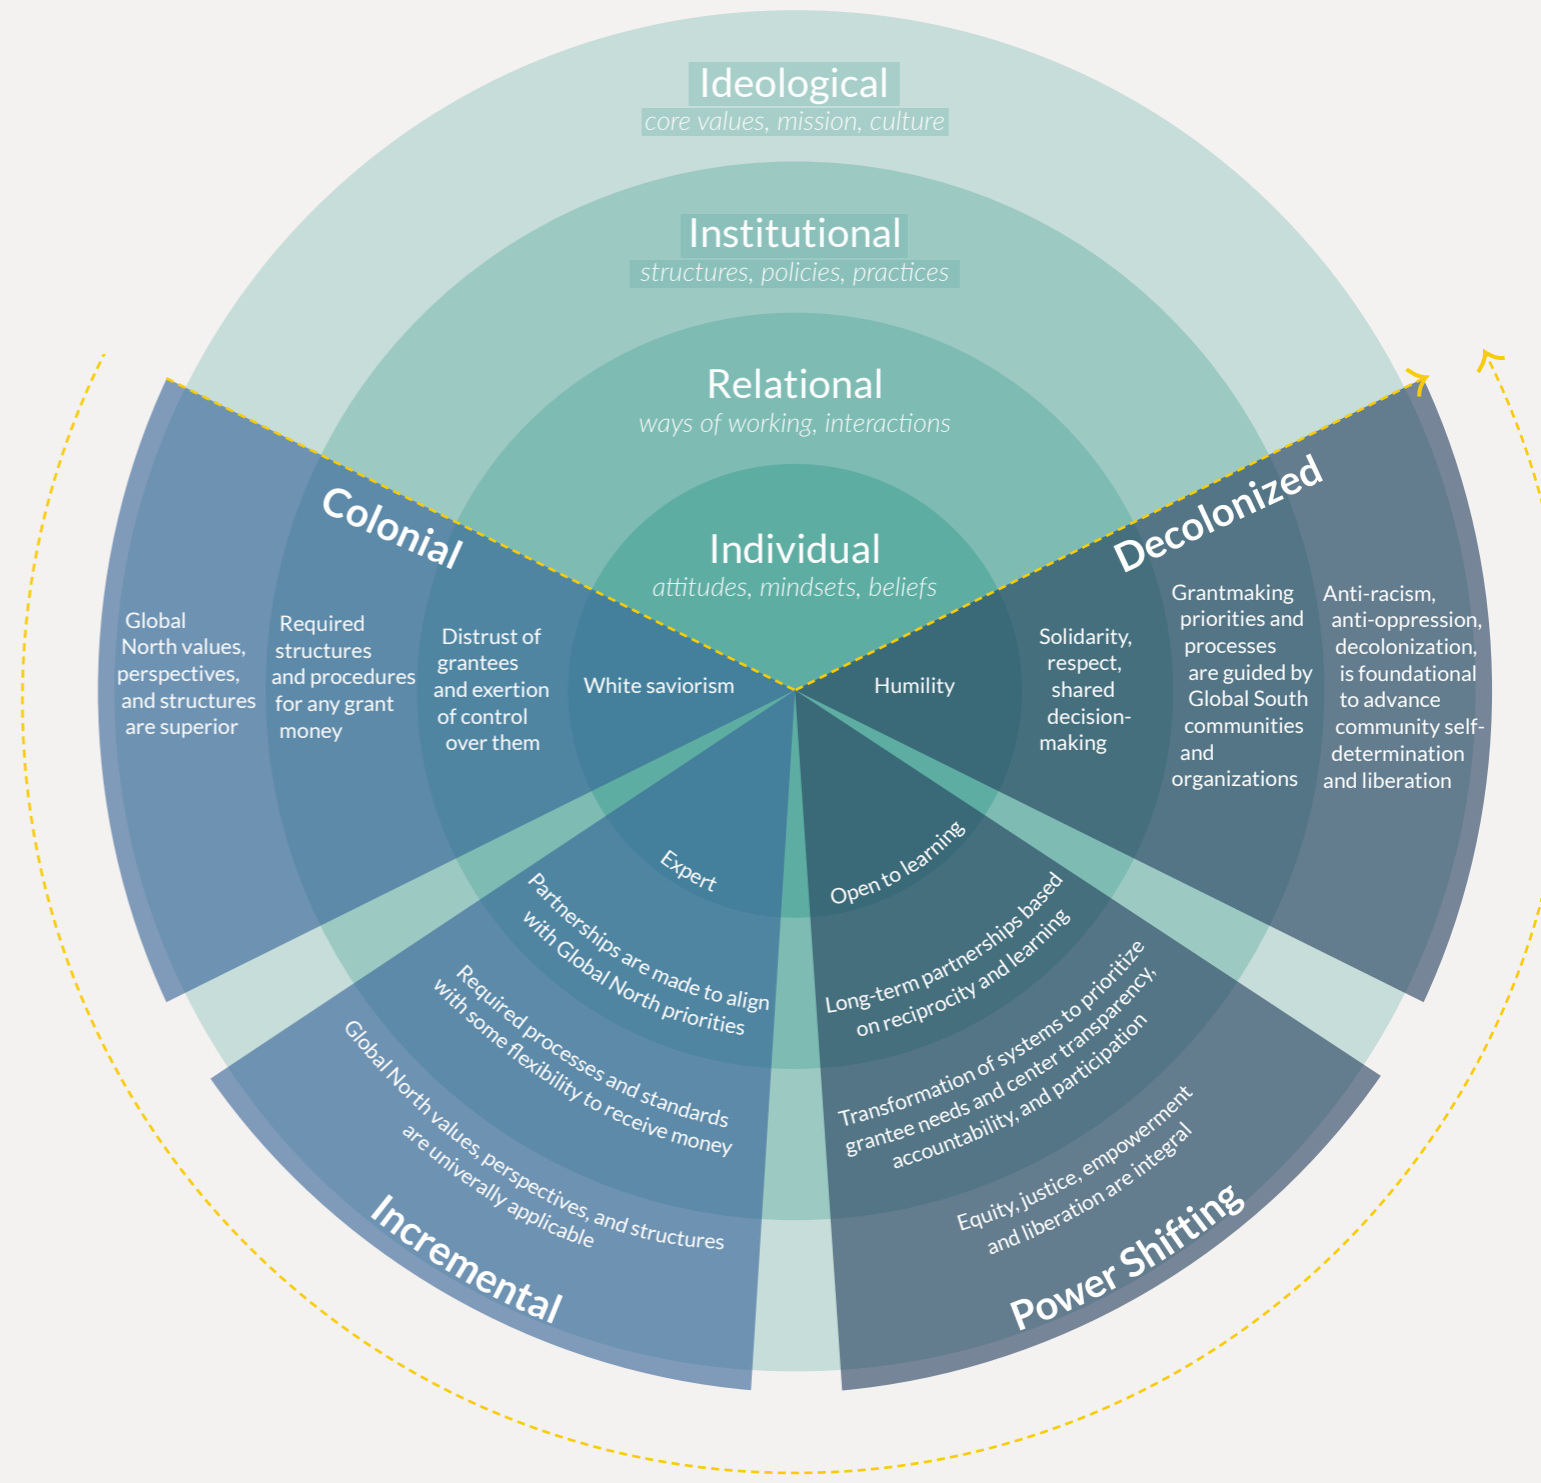 Ideological
core values, mission, culture
Institutional
structures, policies, practices
Relational
ways of working, interactions
Individual
attitudes, mindsets, beliefs
Colonial
Global
North values,
perspectives,
and structures
are superior
Required
structures
and procedures
for any grant
money
Distrust of
grantees
and exertion
of control
over them
White saviorism
Incremental
Expert
Partnerships are made to align
with Global North priorities
Required processes and standards
with some flexibility to receive money
Global North values, perspectives, and structures
are univerally applicable
Power Shifting
Open to learning
Long-term partnerships based
on reciprocity and learning
Transformation of systems to prioritize
grantee needs and center transparency,
accountability, and participation
Equity, justice, empowerment
and liberation are integral
Decolonized
Humility
Solidarity,
respect,
shared
decision-
making
Grantmaking
priorities and
processes
are guided by
Global South
communities
and
organizations
Anti-racism,
anti-oppression,
decolonization,
is foundational
to advance
community self-
determination
and liberation